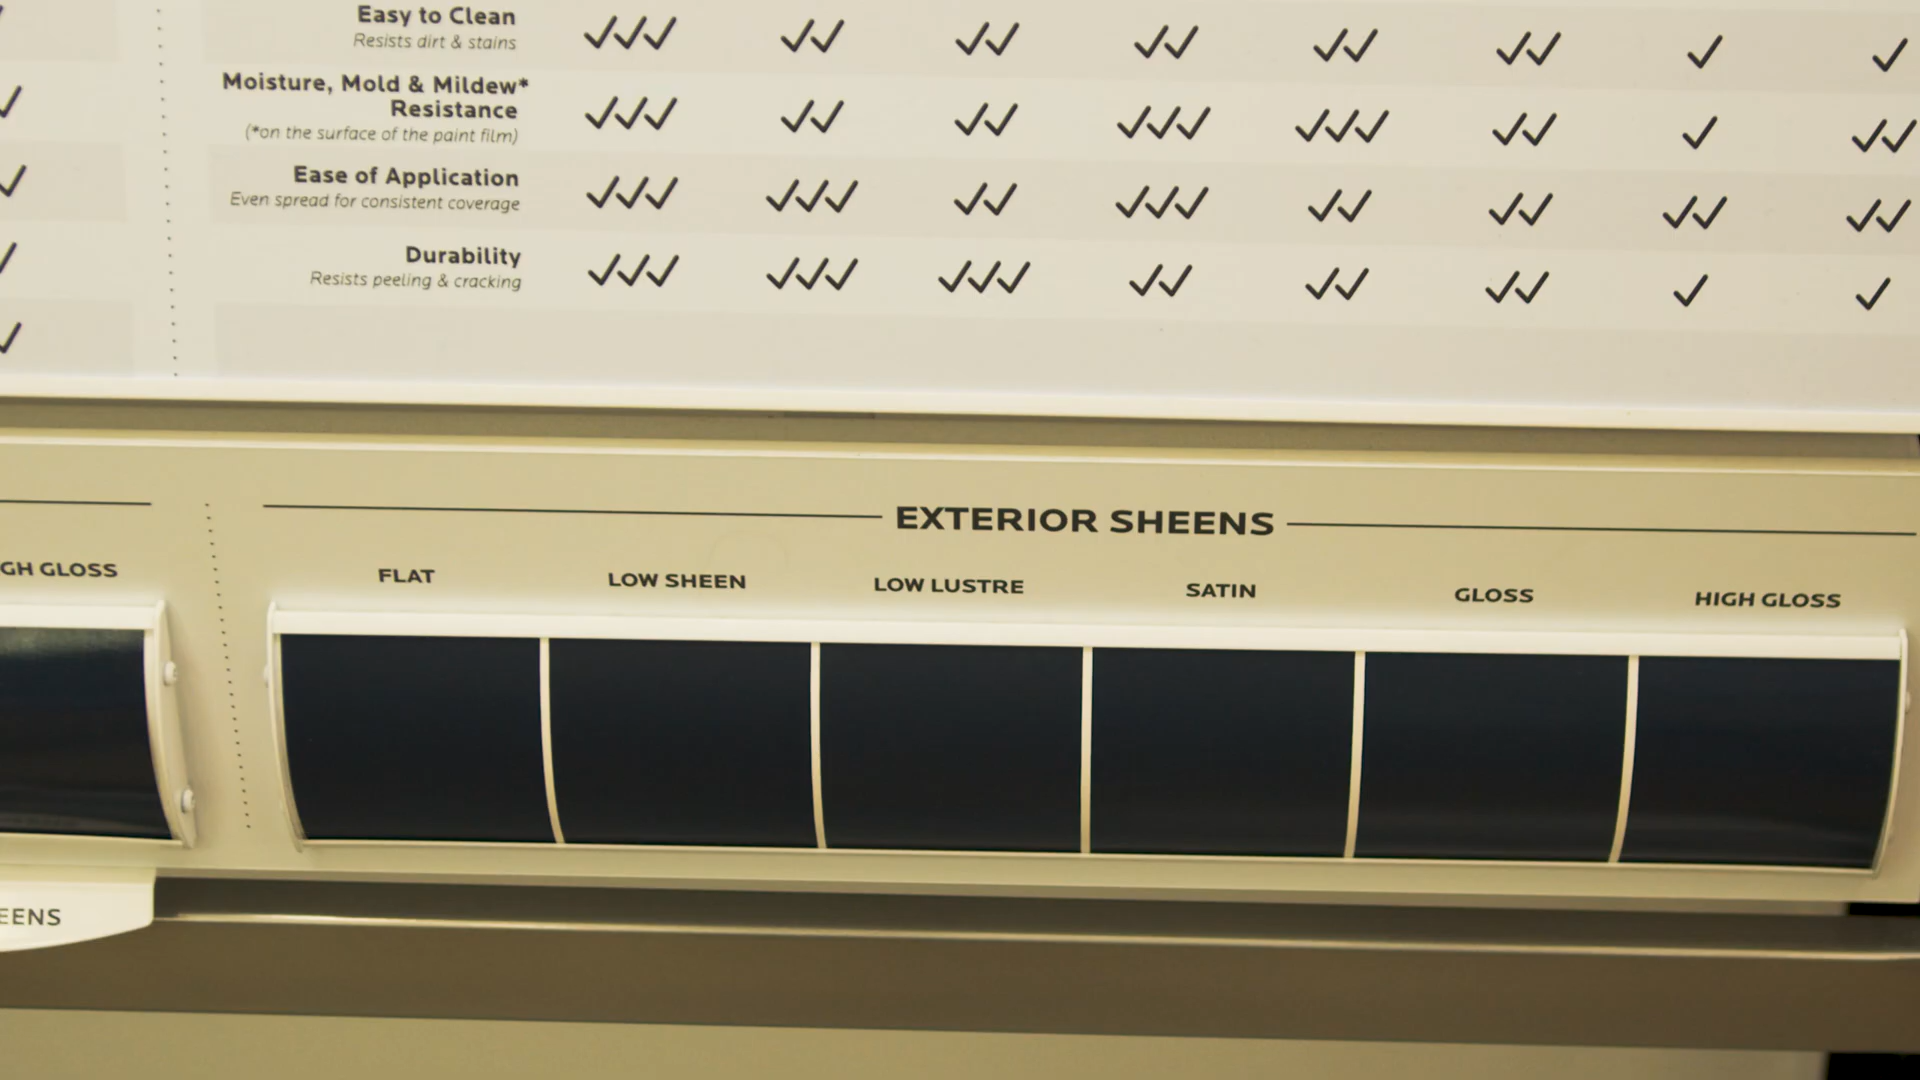 Easy to Clean
Resists dirt & stains
Moisture, Mold & Mildew*
Resistance
(*on the surface of the paint film)
Ease of Application
Even spread for consistent coverage
Durability
Resists peeling & cracking
EXTERIOR SHEENS
GH GLOSS
FLAT
LOW SHEEN
LOW LUSTRE
SATIN
GLOSS
HIGH GLOSS
EENS